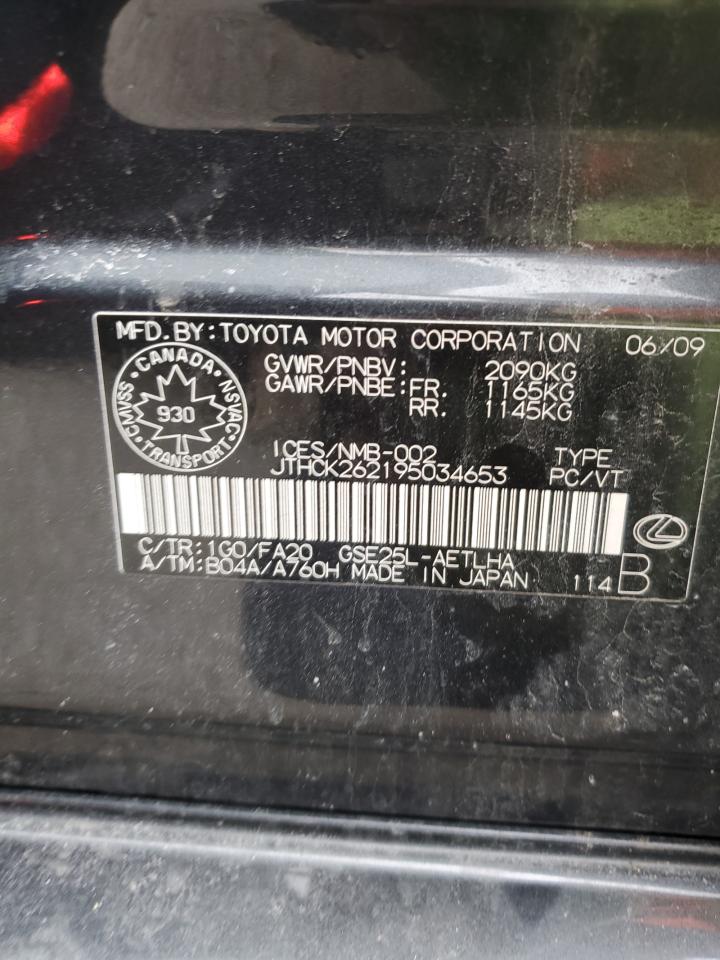 MFD. BY: TOYOTA MOTOR CORPORATION 06/09
GVWR/PNBV: 2090KG
GAWR/PNBE: FR. 1165KG
RR. 1145KG
CANADA
CMVSS 930 NSVAC
TRANSPORT
ICES/NMB-002 TYPE
JTHCK262195034653 PC/VT
C/TR: 1G0/FA20 GSE25L-AETLHA
A/TM: B04A/A760H MADE IN JAPAN 114 B